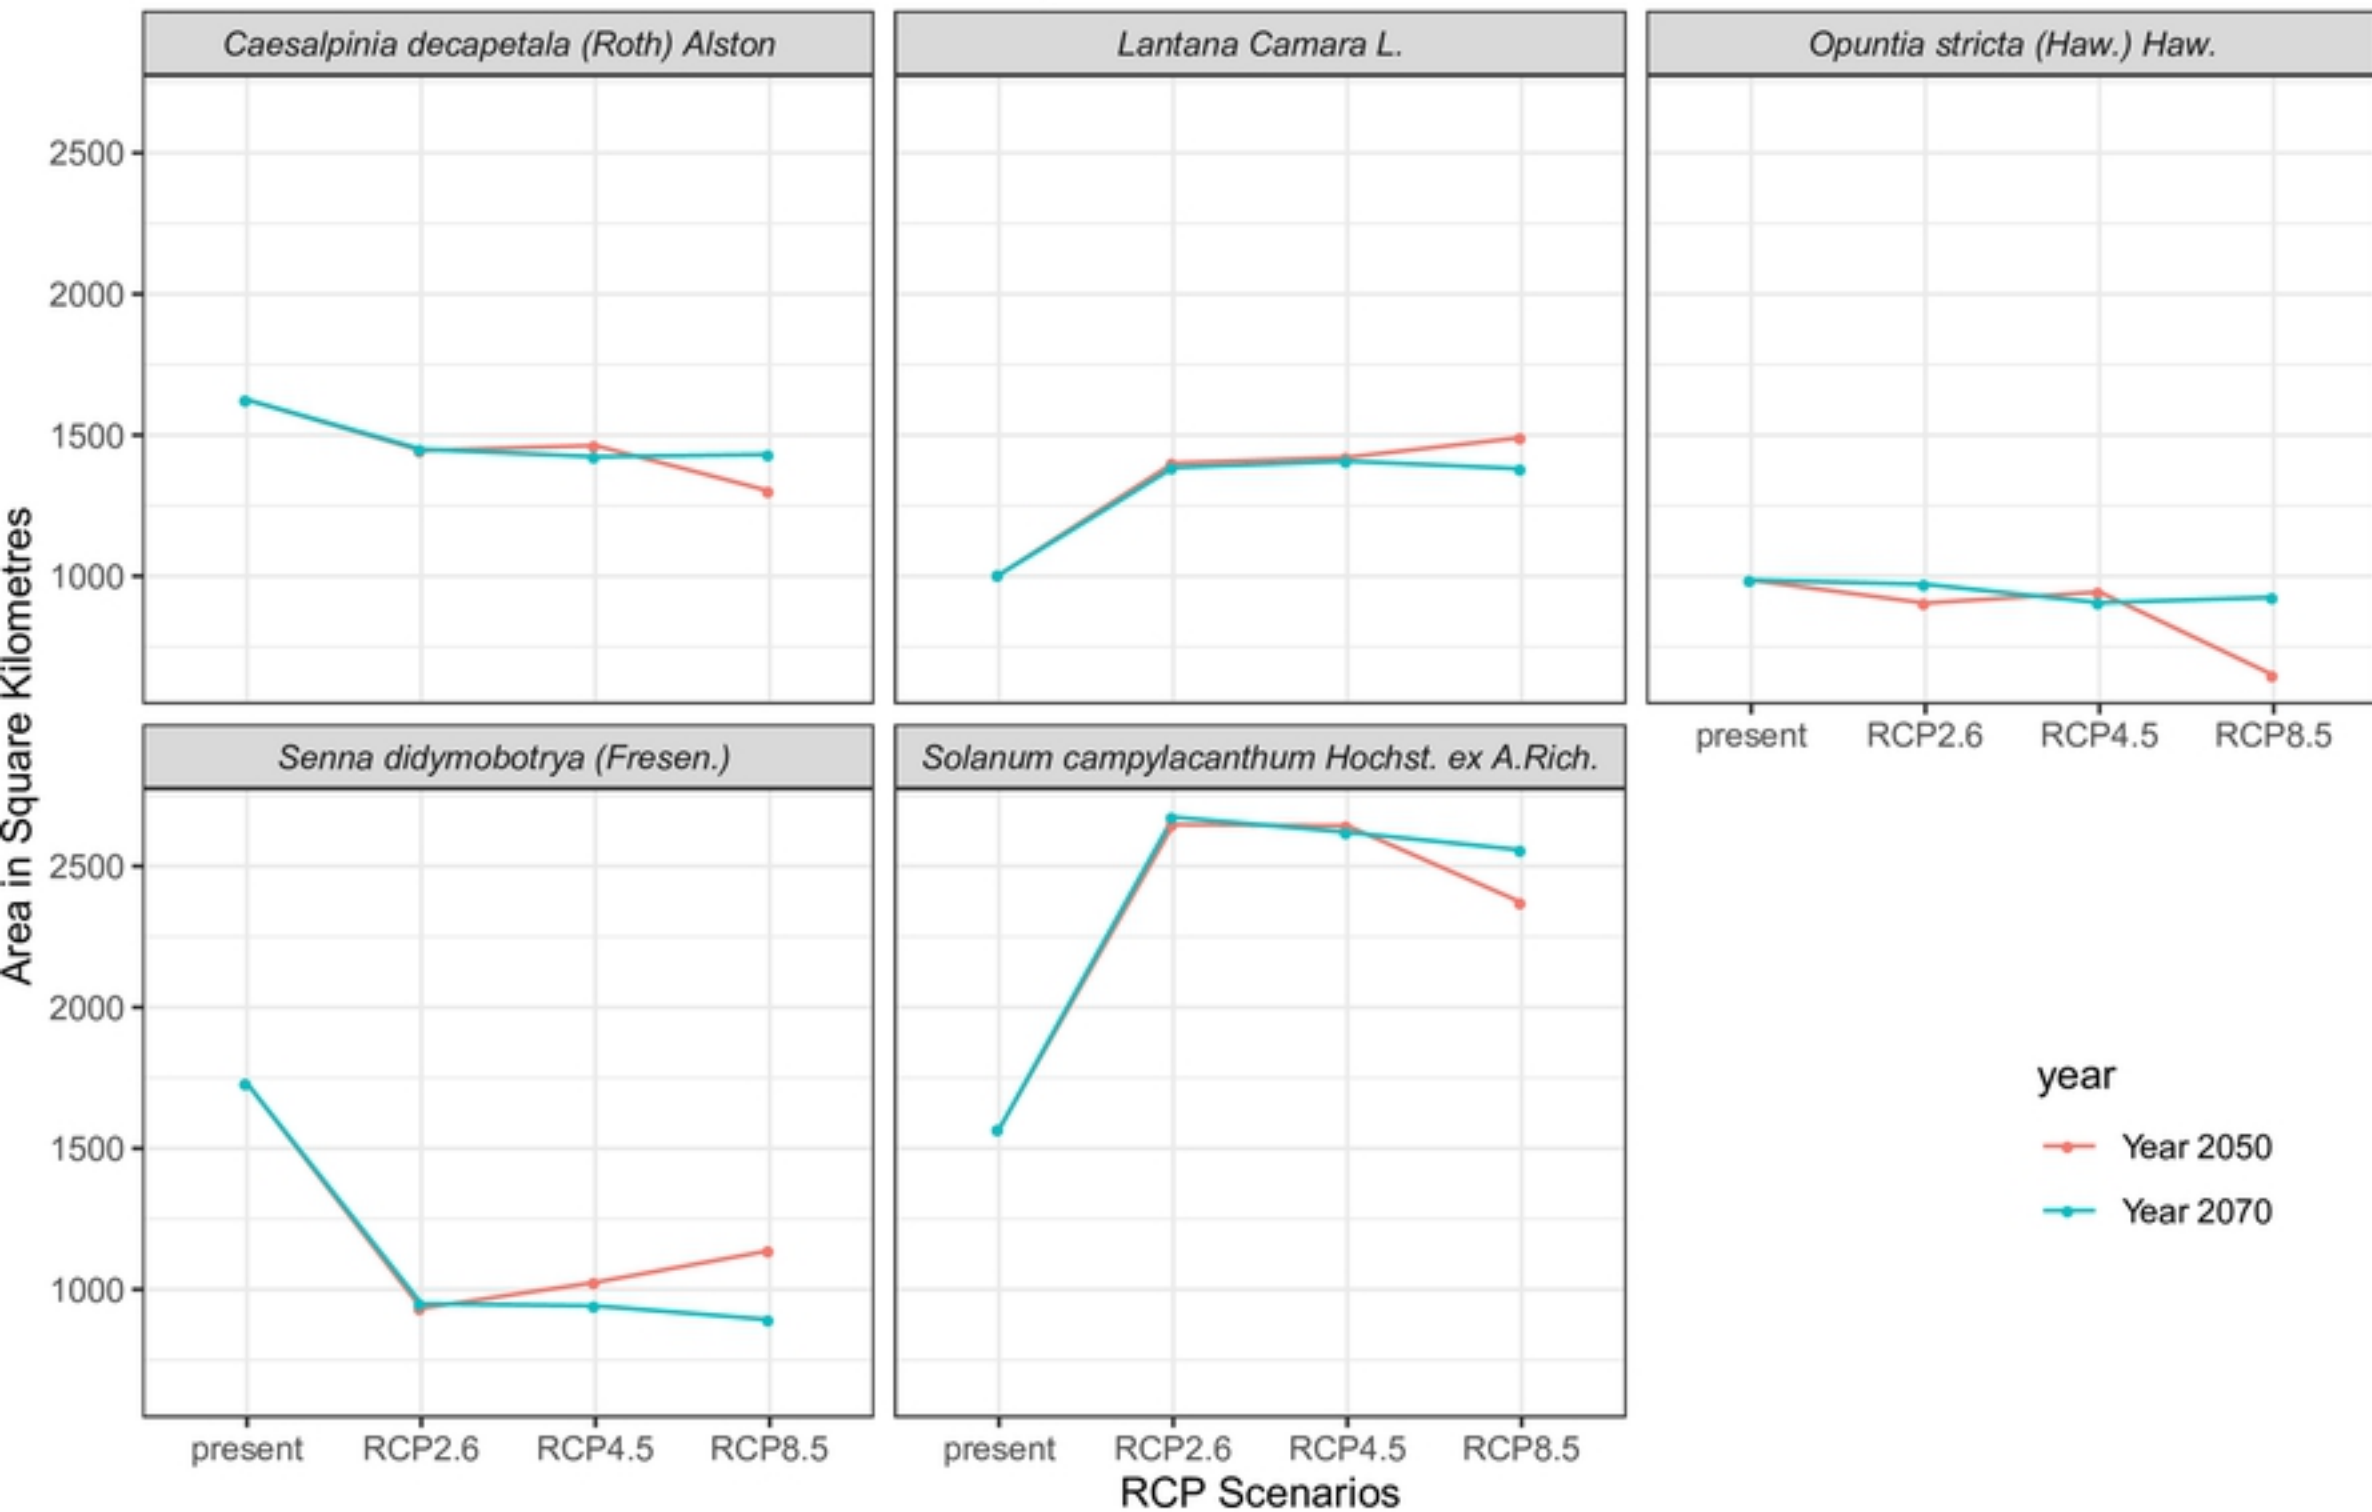 Caesalpinia decapetala (Roth) Alston
Lantana Camara L.
Opuntia stricta (Haw.) Haw.
2500
2000
1500
1000
present RCP2.6 RCP4.5 RCP8.5
Area in Square Kilometres
Senna didymobotrya (Fresen.)
Solanum campylacanthum Hochst. ex A.Rich.
2500
2000
1500
1000
present RCP2.6 RCP4.5 RCP8.5
present RCP2.6 RCP4.5 RCP8.5
RCP Scenarios
year
Year 2050
Year 2070